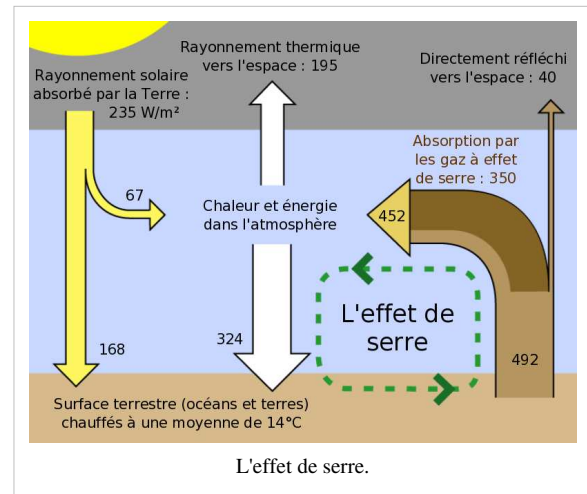 Rayonnement thermique
vers l'espace : 195
Directement réfléchi
vers l'espace : 40
Rayonnement solaire
absorbé par la Terre :
235 W/m²
Absorption par
les gaz à effet
de serre : 350
67
Chaleur et énergie
dans l'atmosphère
452
L'effet de
serre
168
324
492
Surface terrestre (océans et terres)
chauffés à une moyenne de 14°C
L'effet de serre.